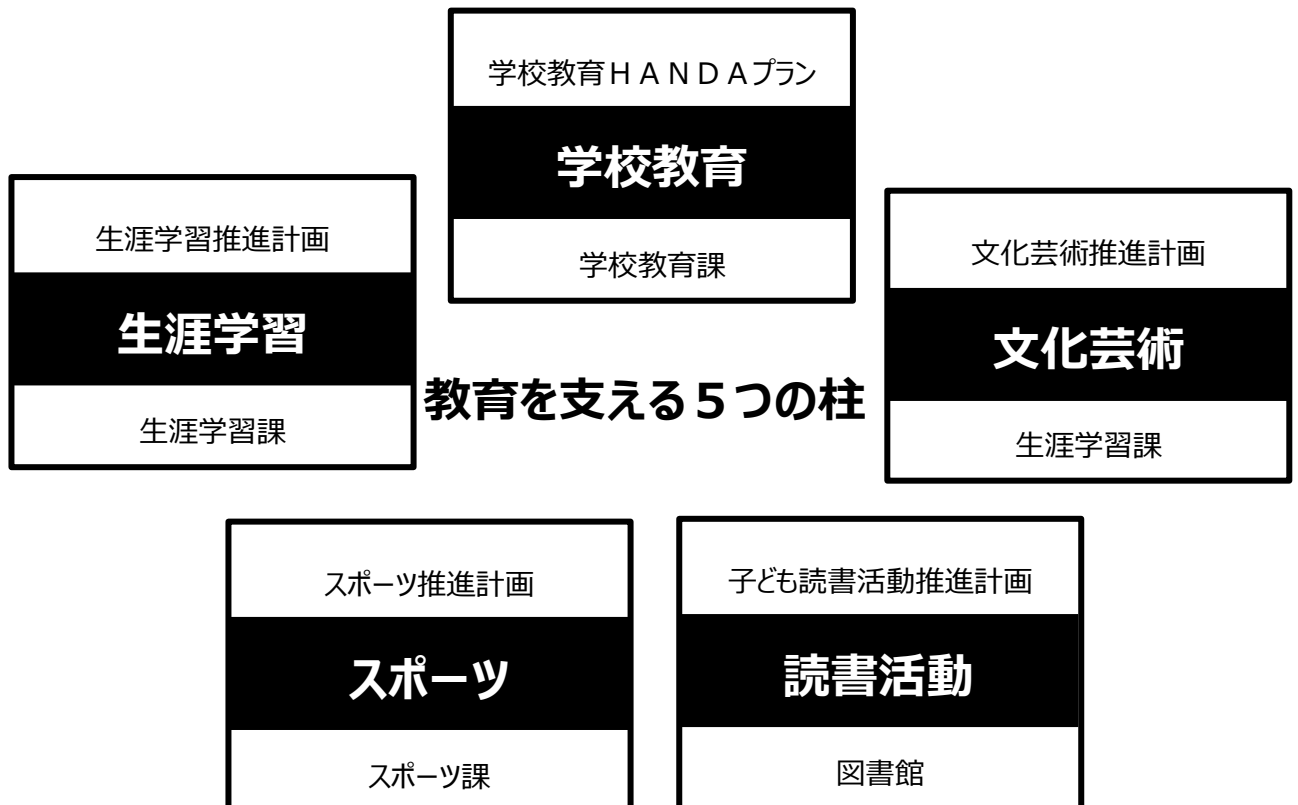 学校教育ＨＡＮＤＡプラン
学校教育
学校教育課
生涯学習推進計画
生涯学習
生涯学習課
文化芸術推進計画
文化芸術
生涯学習課
教育を支える５つの柱
スポーツ推進計画
スポーツ
スポーツ課
子ども読書活動推進計画
読書活動
図書館